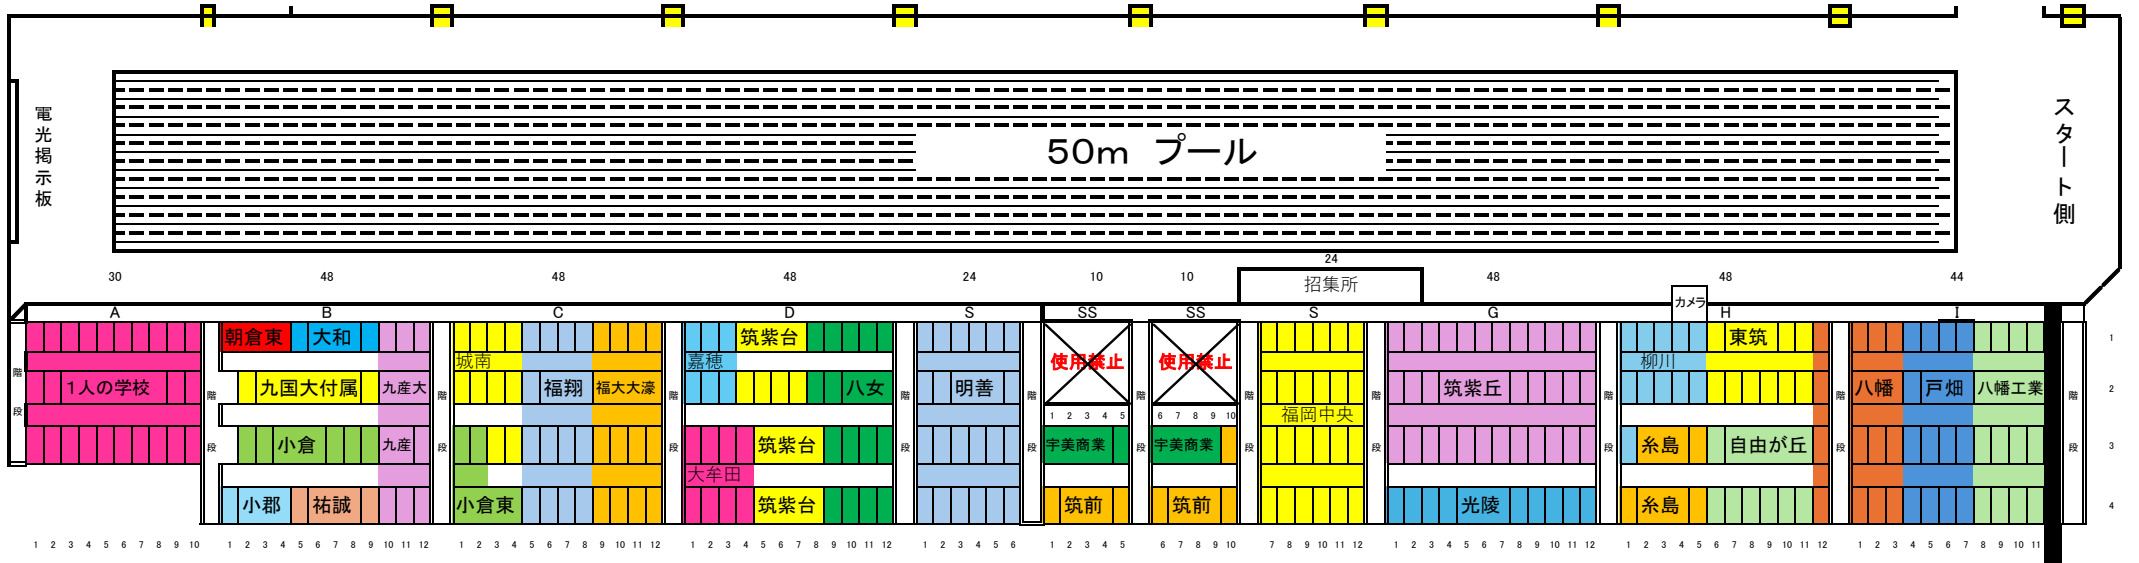 電光掲示板
50m プール
スタート側
30 48 48 48 24 10 10 24 48 48 44
招集所
カメラ
A B C D S SS SS S G H I
朝倉東 大和 筑紫台 東筑 1
階段 城南 嘉穂 使用禁止 使用禁止 柳川
1人の学校 九国大付属 九産大 福翔 福大大濠 八女 明善 筑紫丘 八幡 戸畑 八幡工業 2
階段 階段 階段 階段 階段 階段 階段 階段 階段 階段
1 2 3 4 5 6 7 8 9 10 福岡中央
小倉 九産 筑紫台 宇美商業 宇美商業 糸島 自由が丘 3
大牟田
小郡 祐誠 小倉東 筑紫台 筑前 筑前 光陵 糸島 4
1 2 3 4 5 6 7 8 9 10 1 2 3 4 5 6 7 8 9 10 11 12 1 2 3 4 5 6 7 8 9 10 11 12 1 2 3 4 5 6 7 8 9 10 11 12 1 2 3 4 5 6 1 2 3 4 5 6 7 8 9 10 7 8 9 10 11 12 1 2 3 4 5 6 7 8 9 10 11 12 1 2 3 4 5 6 7 8 9 10 11 12 1 2 3 4 5 6 7 8 9 10 11